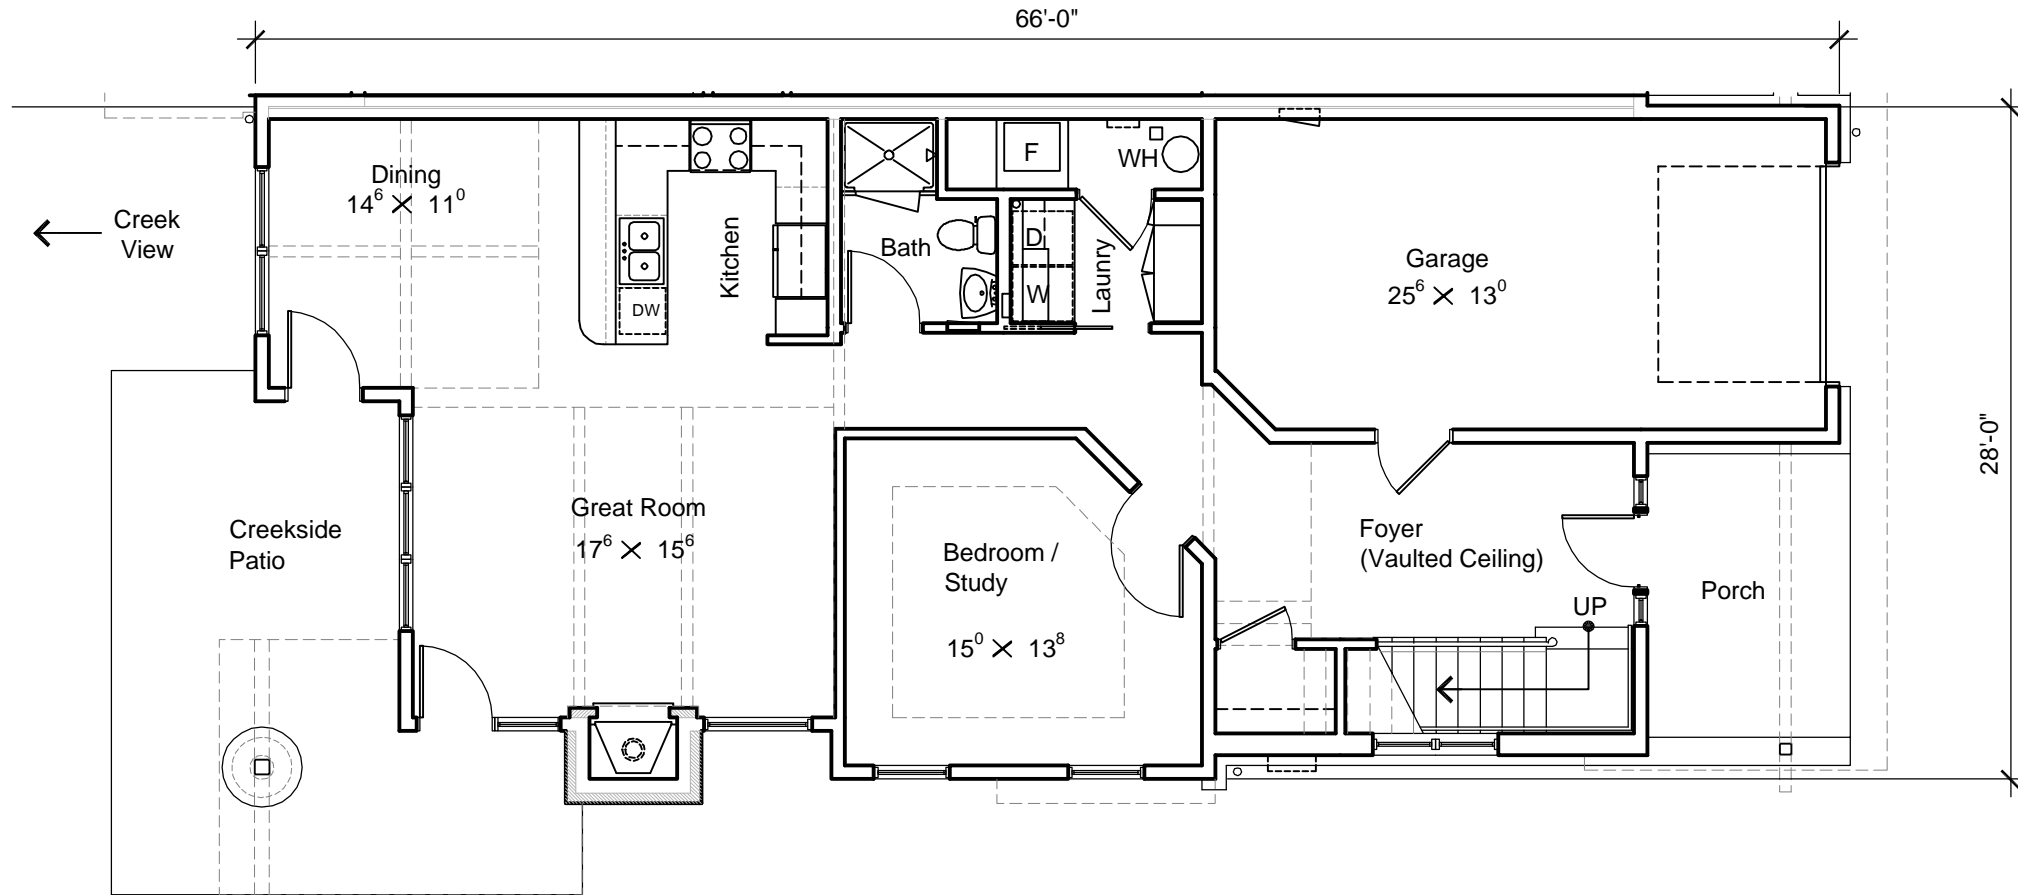 66'-0"
Dining
14⁶ X 11⁰
Creek
View
Kitchen
DW
Bath
F
WH
D
W
Launry
Garage
25⁶ X 13⁰
28'-0"
Creekside
Patio
Great Room
17⁶ X 15⁶
Bedroom /
Study
15⁰ X 13⁸
Foyer
(Vaulted Ceiling)
UP
Porch